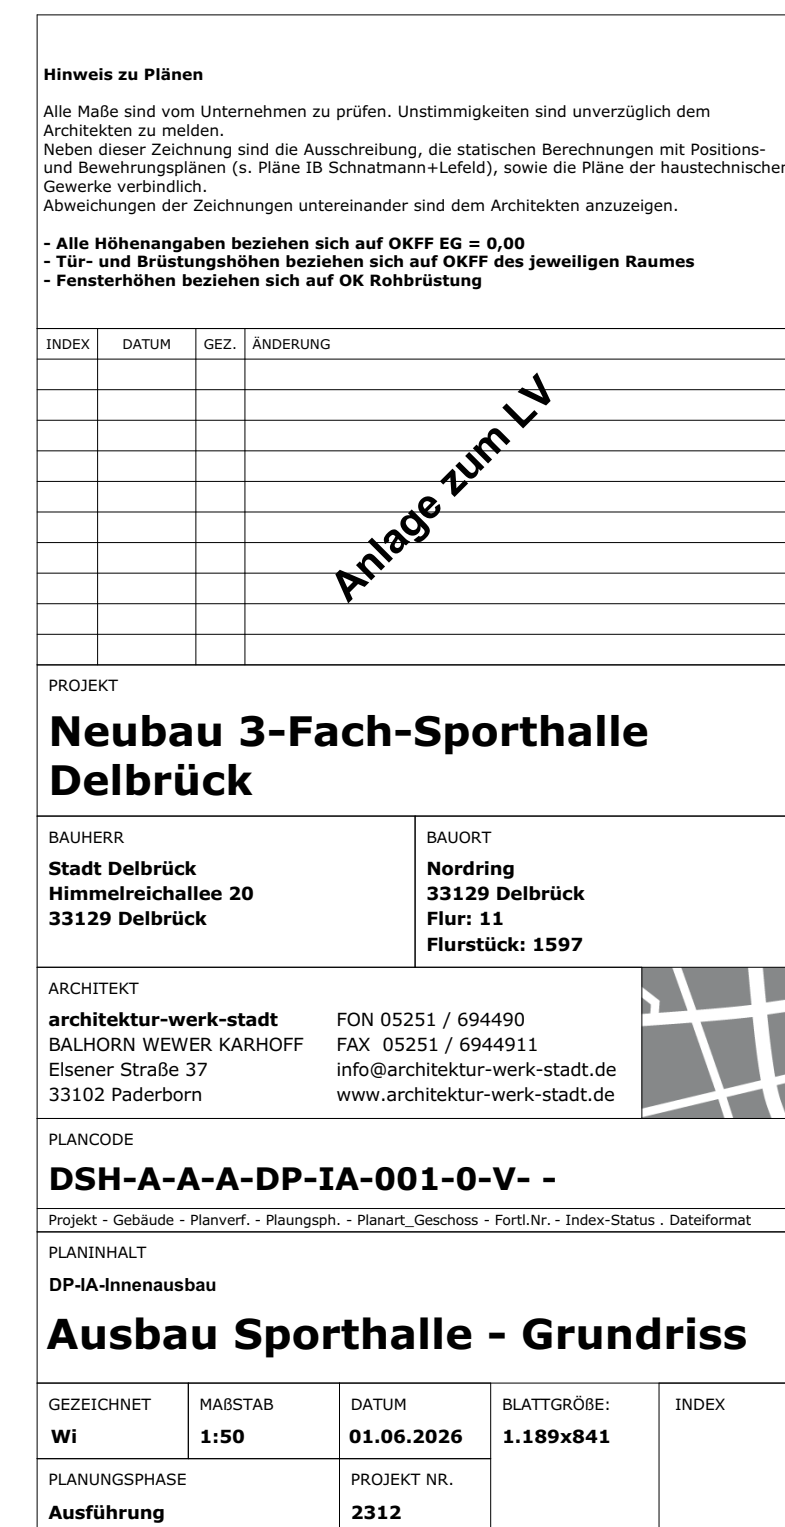 Hinweis zu Plänen
Alle Maße sind vom Unternehmen zu prüfen. Unstimmigkeiten sind unverzüglich dem
Architekten zu melden.
Neben dieser Zeichnung sind die Ausschreibung, die statischen Berechnungen mit Positions-
und Bewehrungsplänen (s. Pläne IB Schnatmann+Lefeld), sowie die Pläne der haustechnischen
Gewerke verbindlich.
Abweichungen der Zeichnungen untereinander sind dem Architekten anzuzeigen.
- Alle Höhenangaben beziehen sich auf OKFF EG = 0,00
- Tür- und Brüstungshöhen beziehen sich auf OKFF des jeweiligen Raumes
- Fensterhöhen beziehen sich auf OK Rohbrüstung
INDEX DATUM GEZ. ÄNDERUNG
Anlage zum LV
PROJEKT
Neubau 3-Fach-Sporthalle
Delbrück
BAUHERR
Stadt Delbrück
Himmelreichallee 20
33129 Delbrück
BAUORT
Nordring
33129 Delbrück
Flur: 11
Flurstück: 1597
ARCHITEKT
architektur-werk-stadt FON 05251 / 694490
BALHORN WEWER KARHOFF FAX 05251 / 6944911
Elsener Straße 37 info@architektur-werk-stadt.de
33102 Paderborn www.architektur-werk-stadt.de
PLANCODE
DSH-A-A-A-DP-IA-001-0-V- -
Projekt - Gebäude - Planverf. - Plaungsph. - Planart_Geschoss - Fortl.Nr. - Index-Status . Dateiformat
PLANINHALT
DP-IA-Innenausbau
Ausbau Sporthalle - Grundriss
GEZEICHNET MAßSTAB DATUM BLATTGRÖßE: INDEX
Wi 1:50 01.06.2026 1.189x841
PLANUNGSPHASE PROJEKT NR.
Ausführung 2312